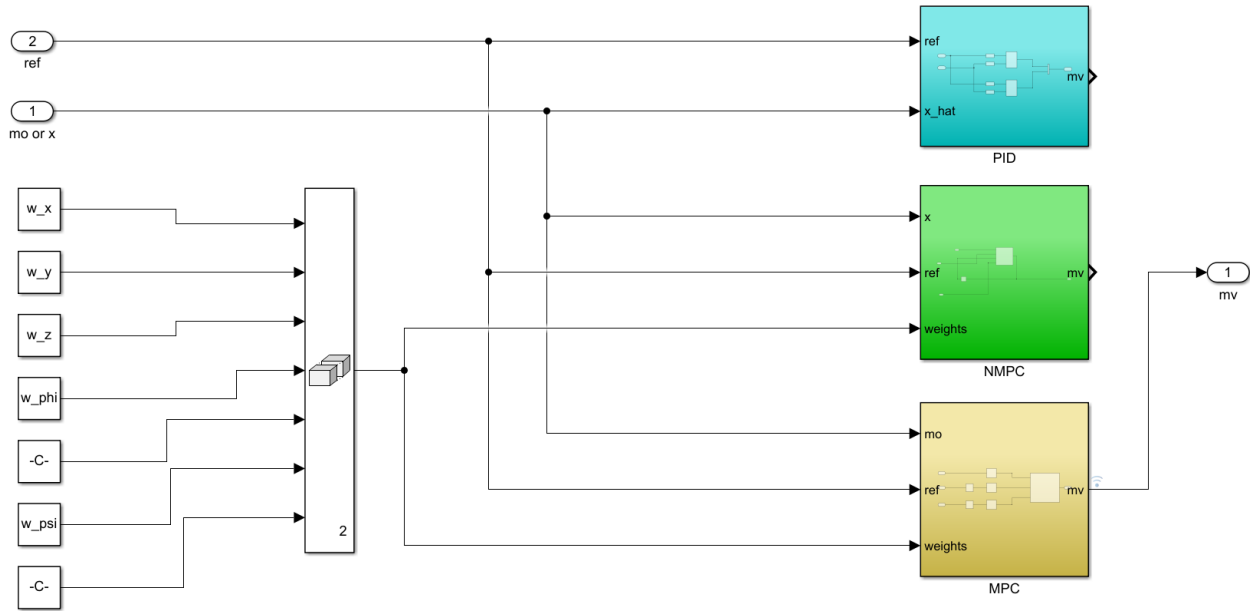 2
ref
1
mo or x
w_x
w_y
w_z
w_phi
-C-
w_psi
-C-
2
ref
x_hat
mv
PID
x
ref
weights
mv
NMPC
mo
ref
weights
mv
MPC
1
mv